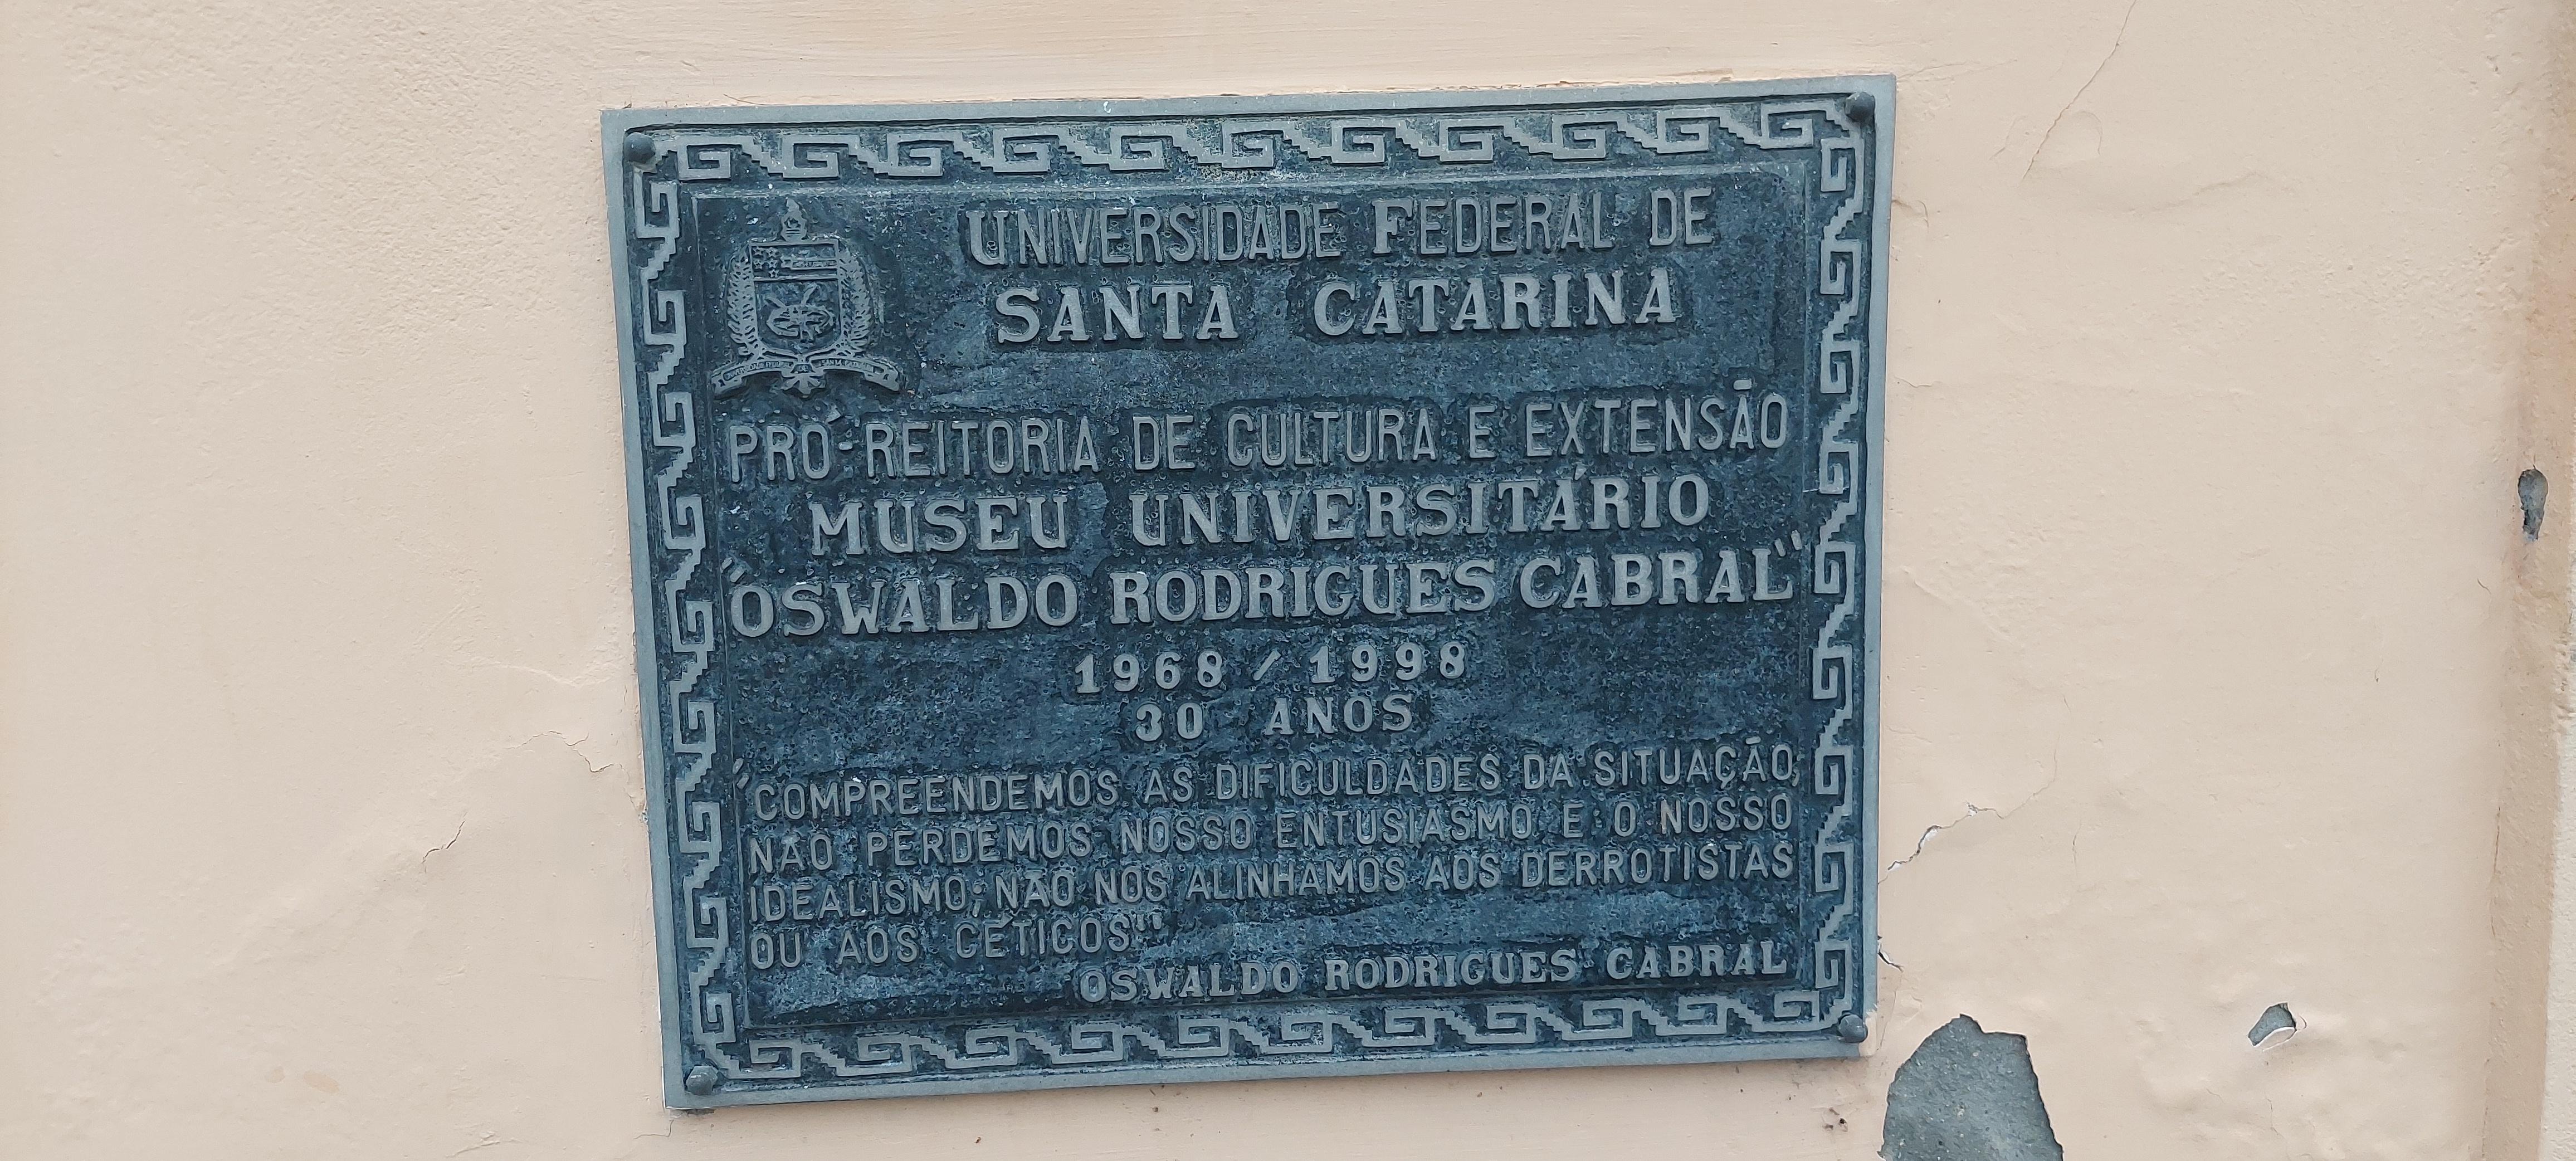 UNIVERSIDADE FEDERAL DE
SANTA CATARINA
PRÓ-REITORIA DE CULTURA E EXTENSÃO
MUSEU UNIVERSITÁRIO
"OSWALDO RODRIGUES CABRAL"
1968 / 1998
30 ANOS
"COMPREENDEMOS AS DIFICULDADES DA SITUAÇÃO,
NÃO PERDEMOS NOSSO ENTUSIASMO E O NOSSO
IDEALISMO; NÃO NOS ALINHAMOS AOS DERROTISTAS
OU AOS CÉTICOS"
OSWALDO RODRIGUES CABRAL